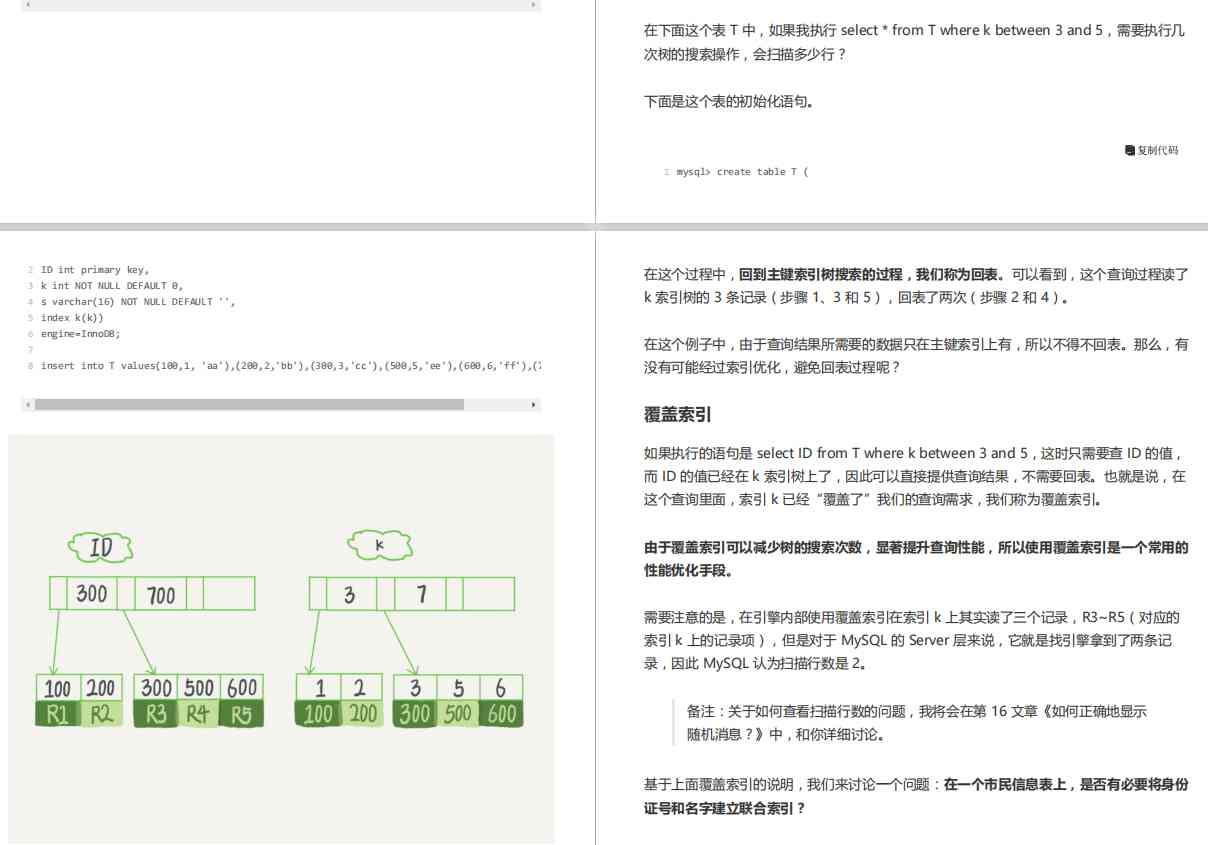 在下面这个表 T 中，如果我执行 select * from T where k between 3 and 5，需要执行几
次树的搜索操作，会扫描多少行？
下面是这个表的初始化语句。
复制代码
1 mysql> create table T (
2 ID int primary key,
3 k int NOT NULL DEFAULT 0,
4 s varchar(16) NOT NULL DEFAULT '',
5 index k(k))
6 engine=InnoDB;
7
8 insert into T values(100,1, 'aa'),(200,2,'bb'),(300,3,'cc'),(500,5,'ee'),(600,6,'ff'),(
ID
300 700
100 200 300 500 600
R1 R2 R3 R4 R5
k
3 7
1 2 3 5 6
100 200 300 500 600
在这个过程中，回到主键索引树搜索的过程，我们称为回表。可以看到，这个查询过程读了
k 索引树的 3 条记录（步骤 1、3 和 5），回表了两次（步骤 2 和 4）。
在这个例子中，由于查询结果所需要的数据只在主键索引上有，所以不得不回表。那么，有
没有可能经过索引优化，避免回表过程呢？
覆盖索引
如果执行的语句是 select ID from T where k between 3 and 5，这时只需要查 ID 的值，
而 ID 的值已经在 k 索引树上了，因此可以直接提供查询结果，不需要回表。也就是说，在
这个查询里面，索引 k 已经“覆盖了”我们的查询需求，我们称为覆盖索引。
由于覆盖索引可以减少树的搜索次数，显著提升查询性能，所以使用覆盖索引是一个常用的
性能优化手段。
需要注意的是，在引擎内部使用覆盖索引在索引 k 上其实读了三个记录，R3~R5（对应的
索引 k 上的记录项），但是对于 MySQL 的 Server 层来说，它就是找引擎拿到了两条记
录，因此 MySQL 认为扫描行数是 2。
备注：关于如何查看扫描行数的问题，我将会在第 16 文章《如何正确地显示
随机消息？》中，和你详细讨论。
基于上面覆盖索引的说明，我们来讨论一个问题：在一个市民信息表上，是否有必要将身份
证号和名字建立联合索引？